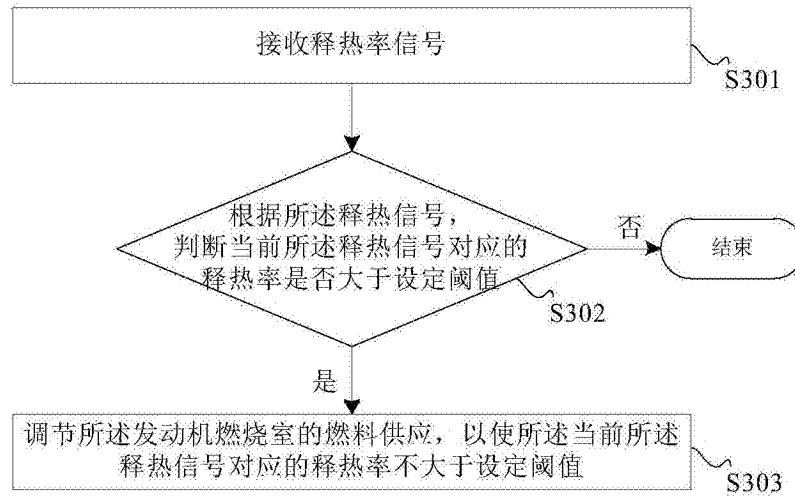 接收释热率信号
S301
根据所述释热信号，
判断当前所述释热信号对应的
释热率是否大于设定阈值
否
结束
S302
是
调节所述发动机燃烧室的燃料供应，以使所述当前所述
释热信号对应的释热率不大于设定阈值
S303